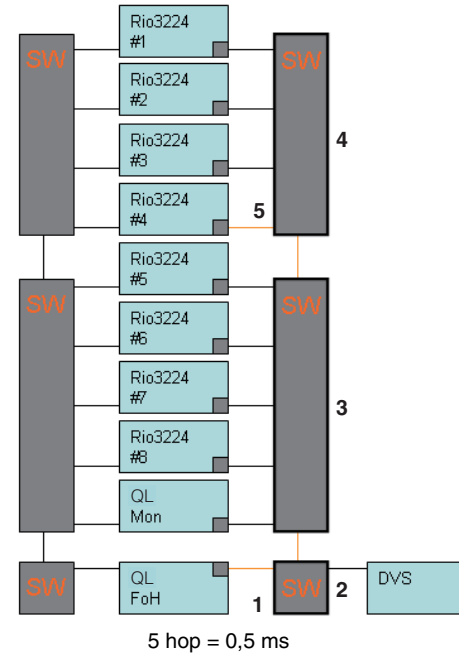 Rio3224
#1
SW
SW
Rio3224
#2
Rio3224
#3
4
Rio3224
#4
5
Rio3224
#5
SW
SW
Rio3224
#6
Rio3224
#7
3
Rio3224
#8
QL
Mon
SW
QL
FoH
1
SW
2
DVS
5 hop = 0,5 ms